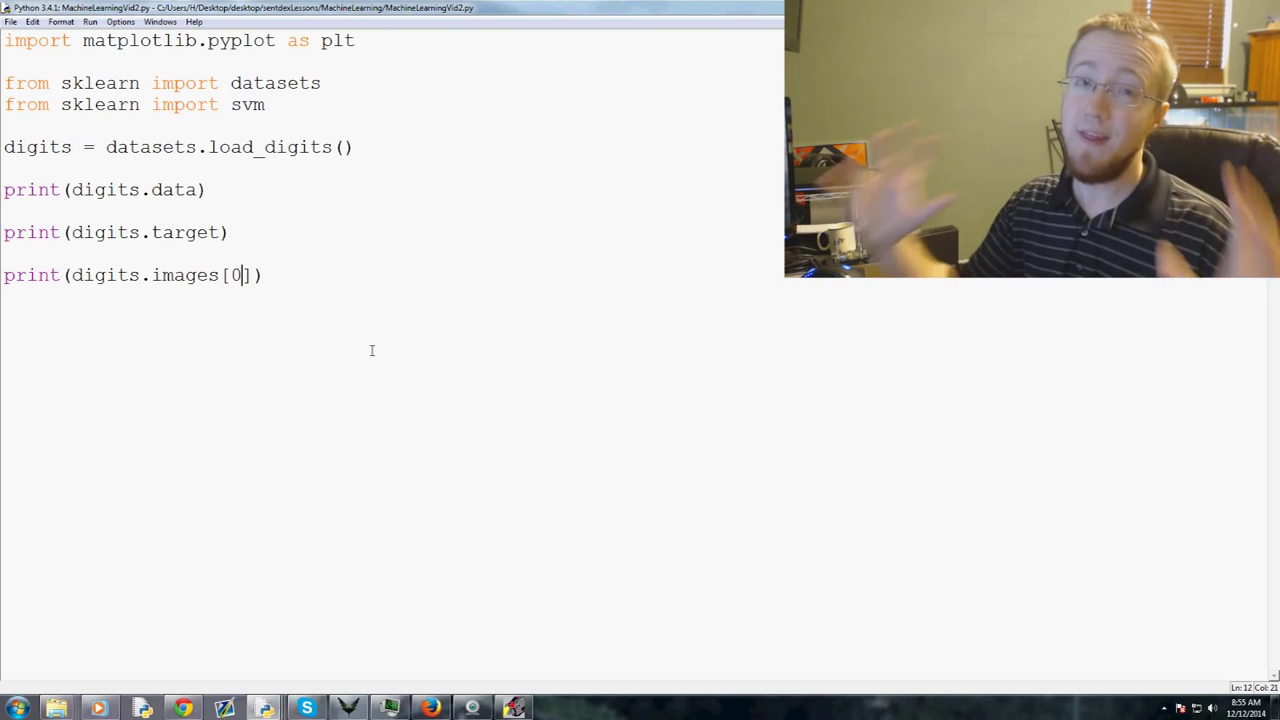 Python 3.4.1: MachineLearningVid2.py - C:/Users/H/Desktop/desktop/sentdexLessons/MachineLearning/MachineLearningVid2.py
File Edit Format Run Options Windows Help
import matplotlib.pyplot as plt
from sklearn import datasets
from sklearn import svm
digits = datasets.load_digits()
print(digits.data)
print(digits.target)
print(digits.images[0])
Ln: 12 Col: 21
8:55 AM
12/12/2014